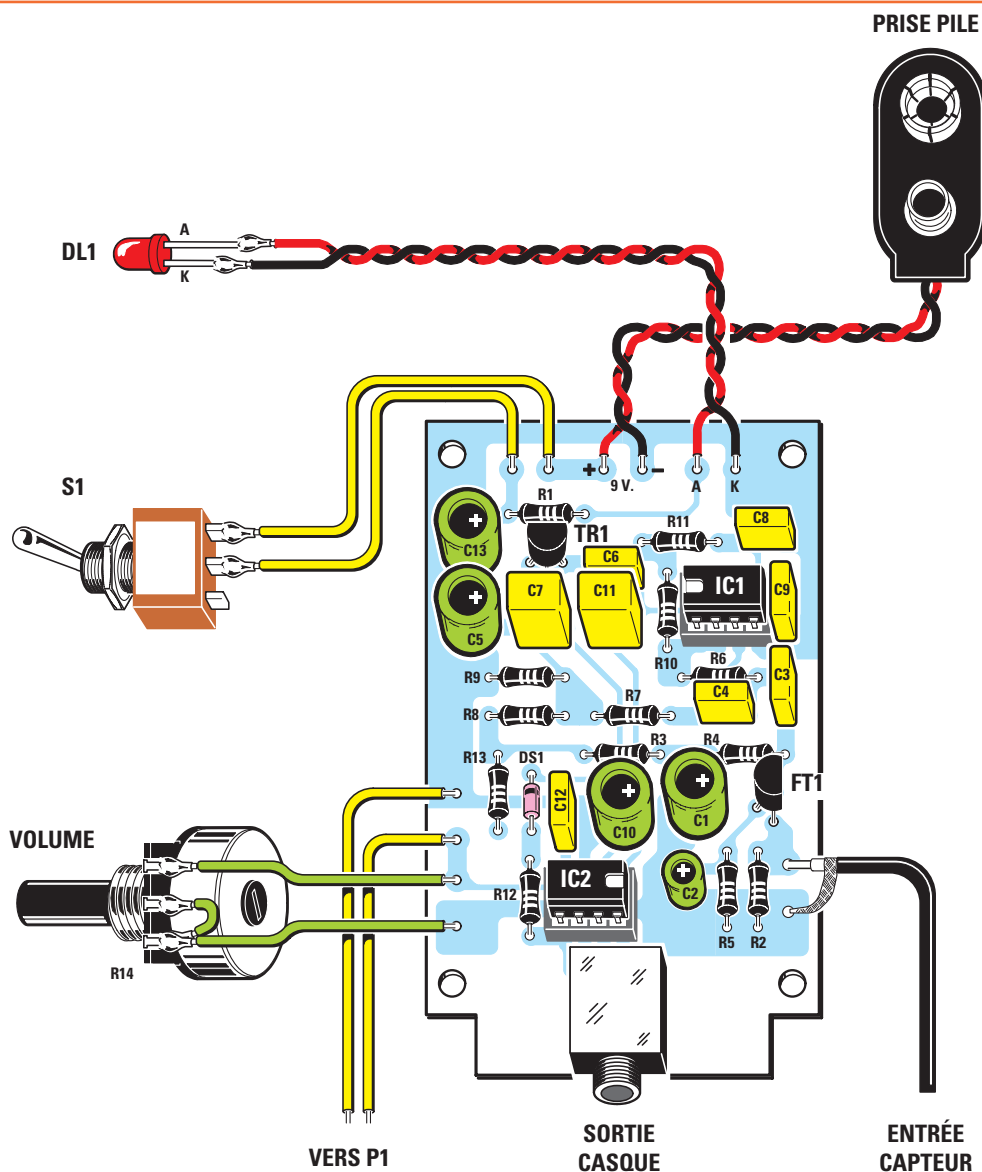 PRISE PILE
A
DL1
K
S1
+ 9 V. -
A K
R1
TR1
C13
C6
R11
C8
C7
C11
IC1
C9
C5
R10
R6
C3
R9
C4
R8
R7
R13
DS1
R3
R4
FT1
C12
C10
C1
VOLUME
IC2
C2
R12
R5
R2
R14
VERS P1
SORTIE
CASQUE
ENTRÉE
CAPTEUR